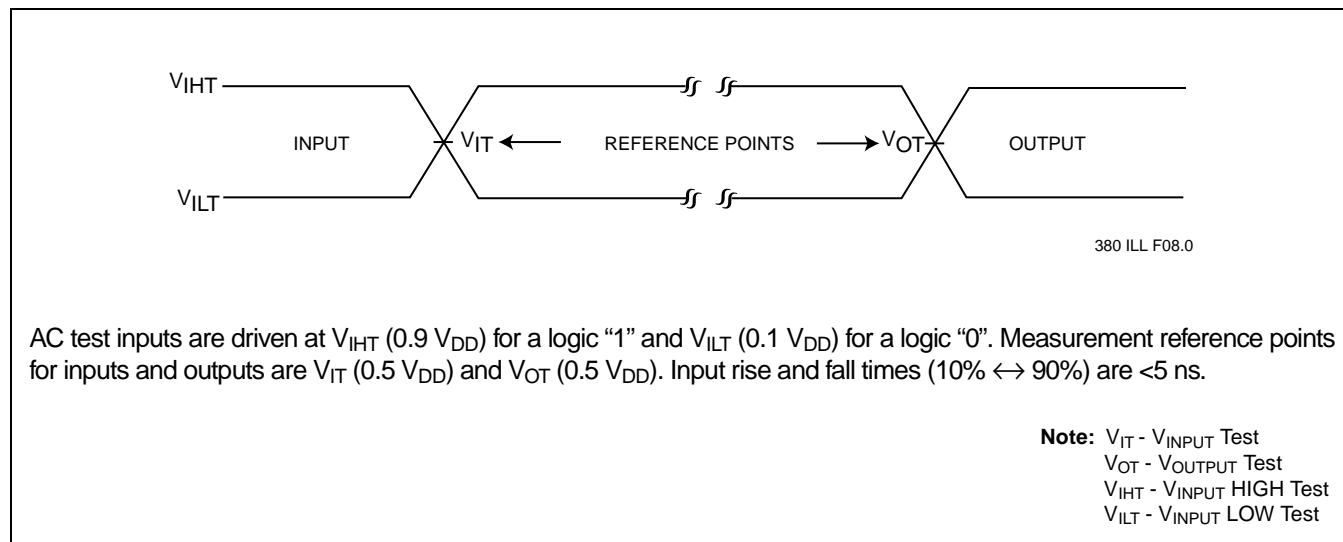 VIHT
INPUT
VIT
REFERENCE POINTS
VOT
OUTPUT
VILT
380 ILL F08.0
AC test inputs are driven at VIHT (0.9 VDD) for a logic “1” and VILT (0.1 VDD) for a logic “0”. Measurement reference points
for inputs and outputs are VIT (0.5 VDD) and VOT (0.5 VDD). Input rise and fall times (10% ↔ 90%) are <5 ns.
Note: VIT - VINPUT Test
VOT - VOUTPUT Test
VIHT - VINPUT HIGH Test
VILT - VINPUT LOW Test